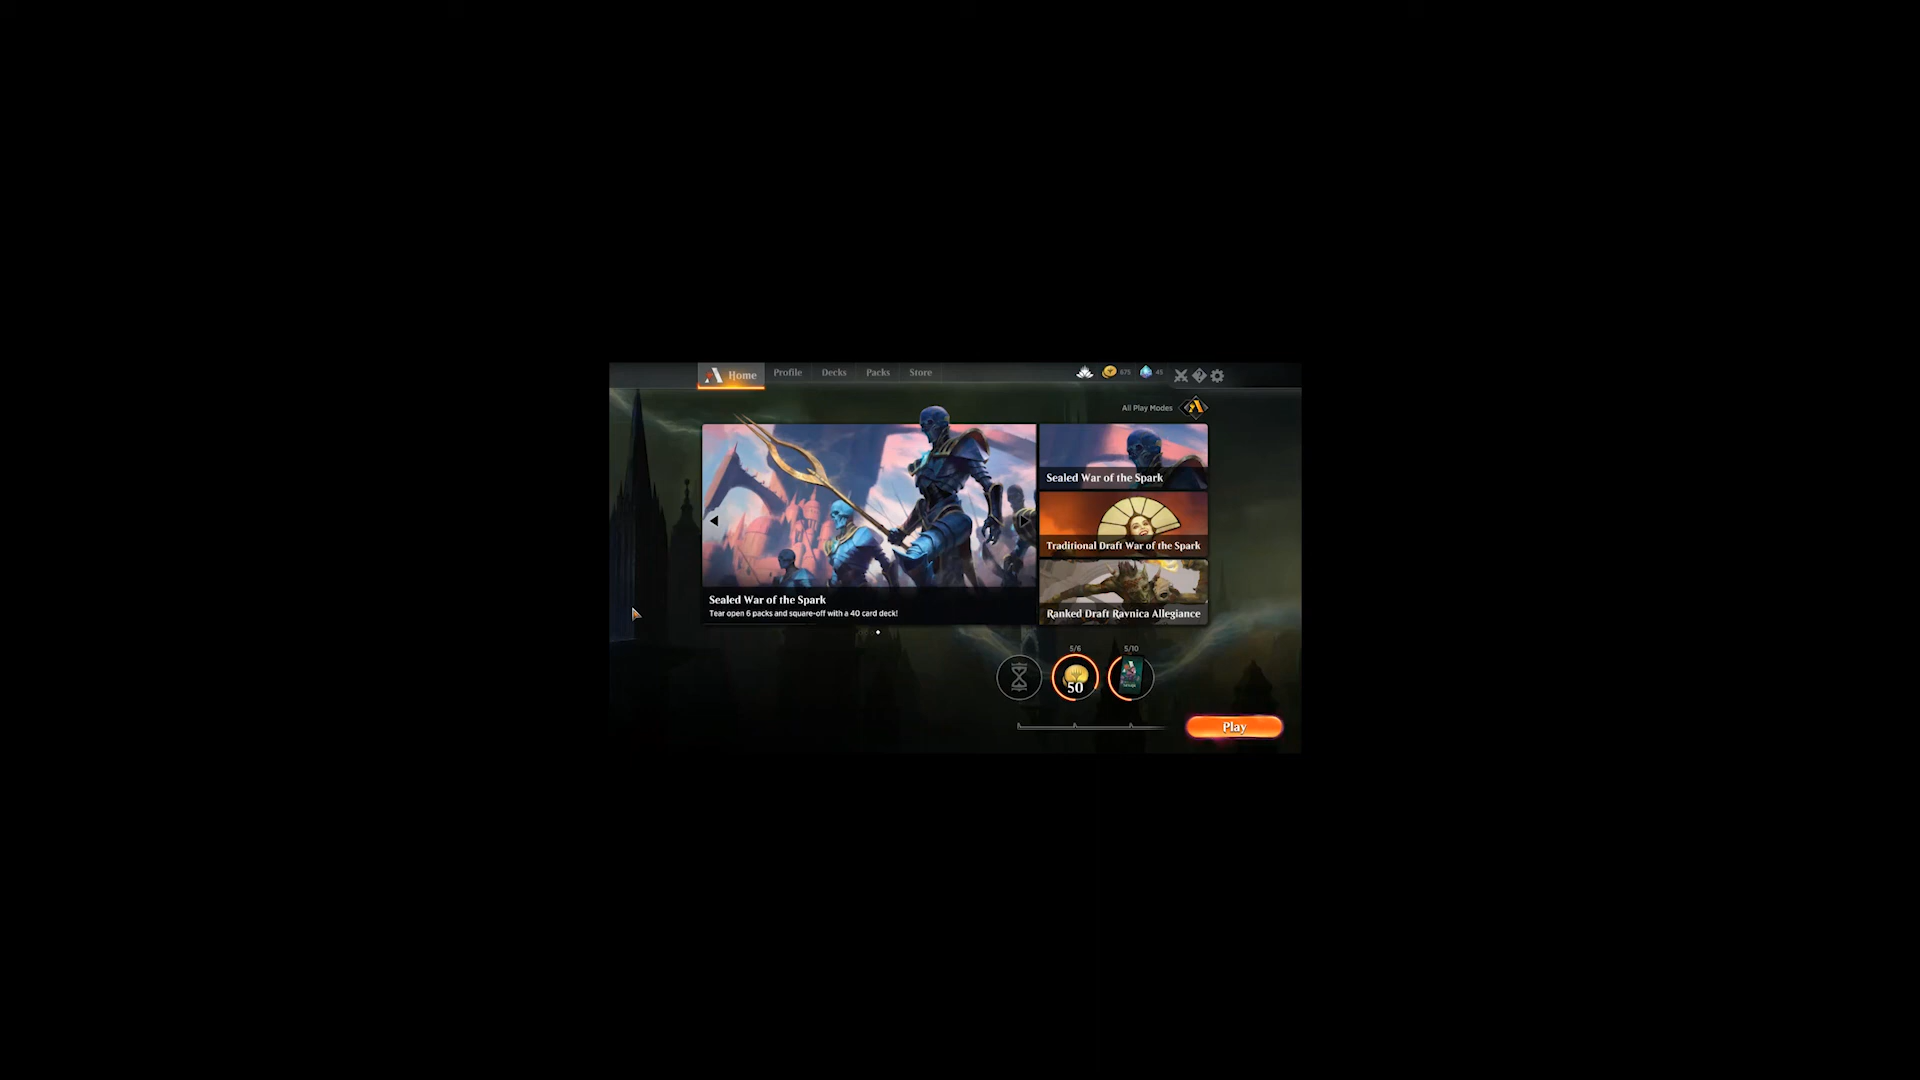 Home
Profile
Decks
Packs
Store
675
45
All Play Modes
Sealed War of the Spark
Traditional Draft War of the Spark
Ranked Draft Ravnica Allegiance
Sealed War of the Spark
Tear open 6 packs and square-off with a 40 card deck!
5/6
5/10
50
Play